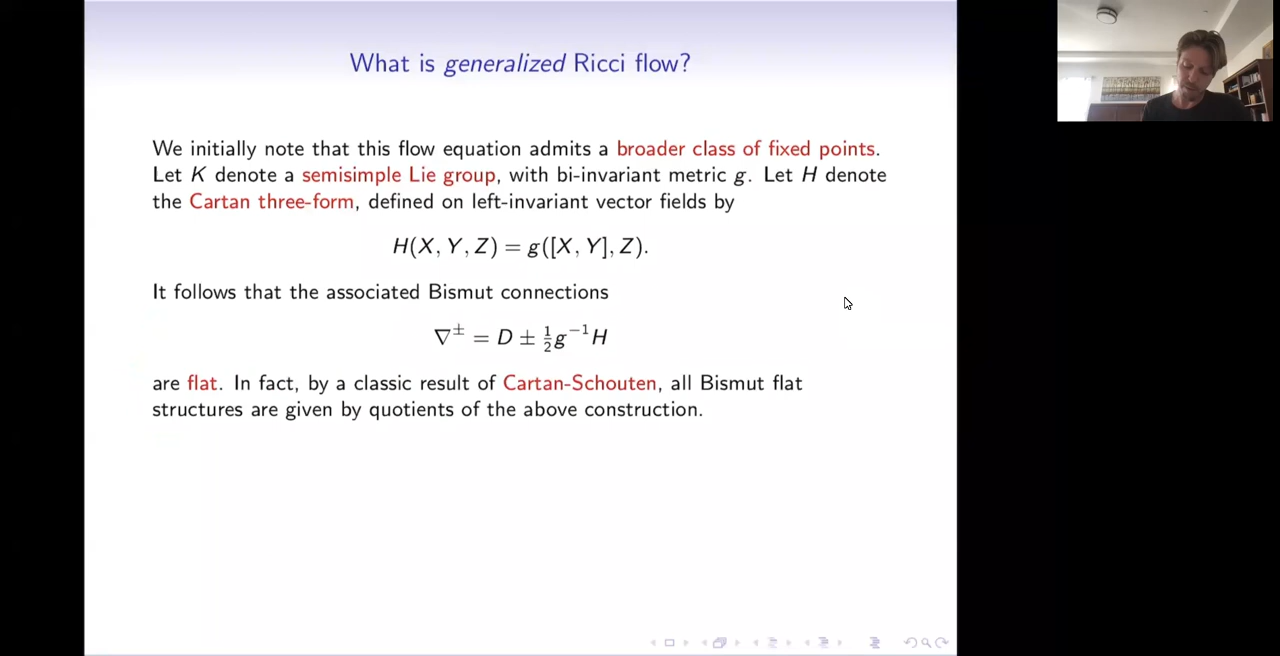 What is generalized Ricci flow?
We initially note that this flow equation admits a broader class of fixed points.
Let K denote a semisimple Lie group, with bi-invariant metric g. Let H denote
the Cartan three-form, defined on left-invariant vector fields by
H(X, Y, Z) = g([X, Y], Z).
It follows that the associated Bismut connections
∇± = D ± ½g⁻¹H
are flat. In fact, by a classic result of Cartan-Schouten, all Bismut flat
structures are given by quotients of the above construction.